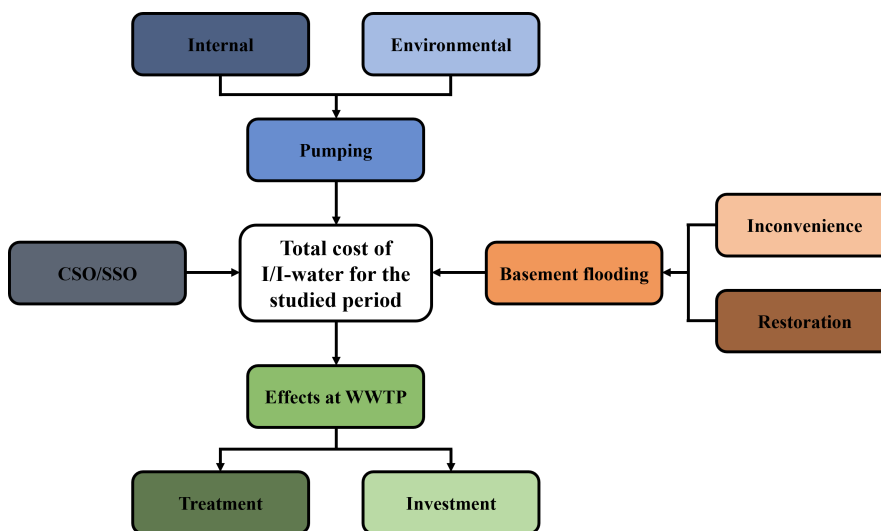 Internal
Environmental
Pumping
Total cost of
I/I-water for the
studied period
CSO/SSO
Basement flooding
Inconvenience
Restoration
Effects at WWTP
Treatment
Investment